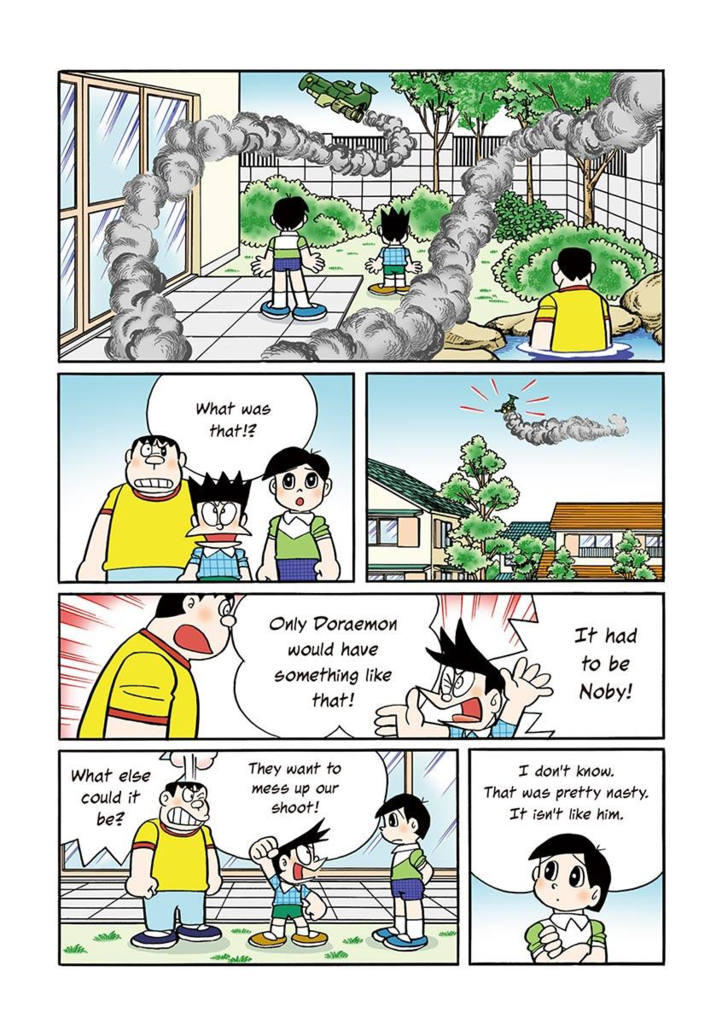 What was
that!?
Only Doraemon
would have
something like
that!
It had
to be
Noby!
What else
could it
be?
They want to
mess up our
shoot!
I don't know.
That was pretty nasty.
It isn't like him.